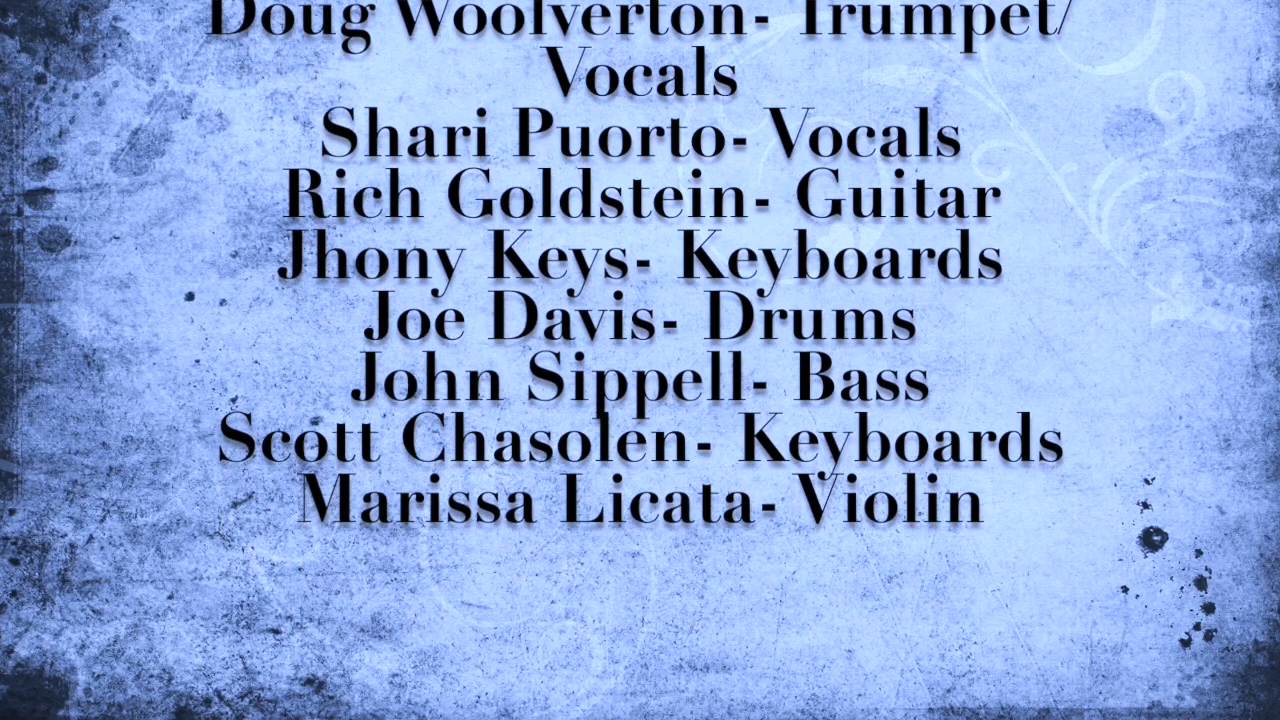 Doug Woolverton- Trumpet/
Vocals
Shari Puorto- Vocals
Rich Goldstein- Guitar
Jhony Keys- Keyboards
Joe Davis- Drums
John Sippell- Bass
Scott Chasolen- Keyboards
Marissa Licata- Violin